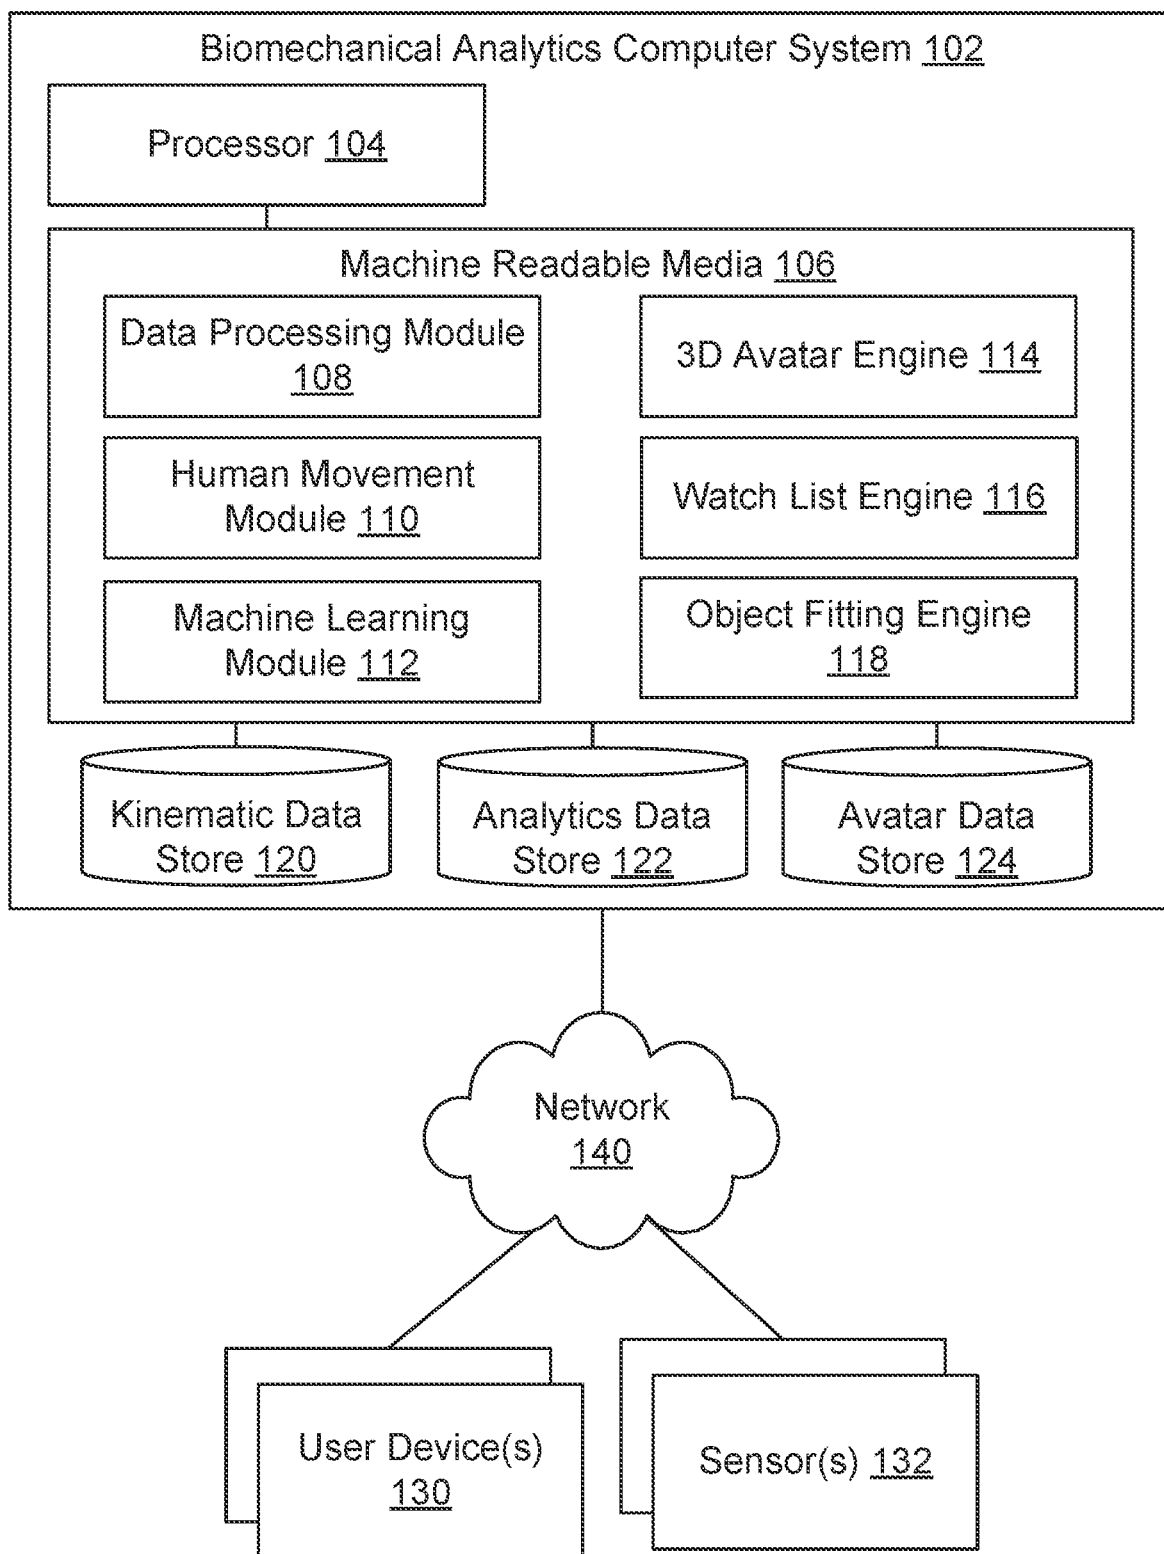 Biomechanical Analytics Computer System 102
Processor 104
Machine Readable Media 106
Data Processing Module
108
3D Avatar Engine 114
Human Movement
Module 110
Watch List Engine 116
Machine Learning
Module 112
Object Fitting Engine
118
Kinematic Data
Store 120
Analytics Data
Store 122
Avatar Data
Store 124
Network
140
User Device(s)
130
Sensor(s) 132